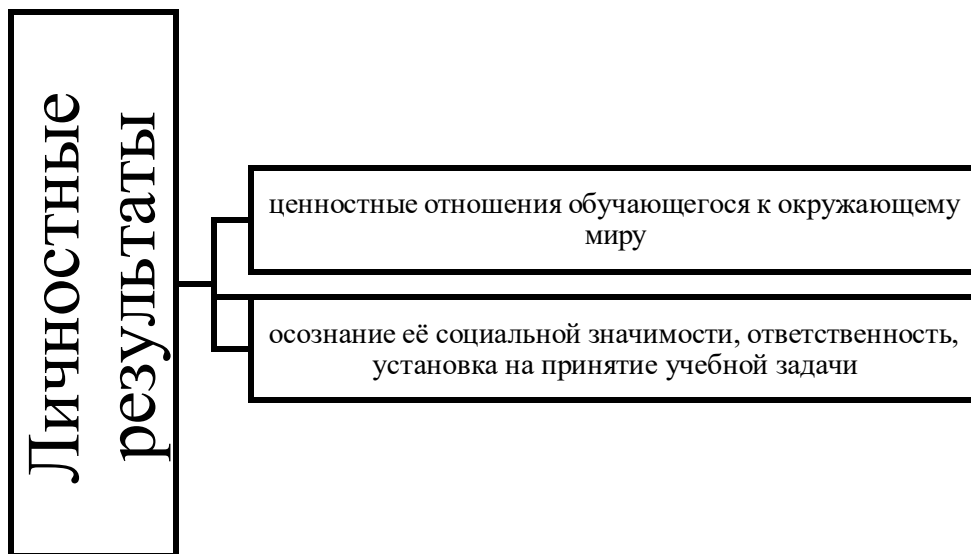 Личностные
результаты
ценностные отношения обучающегося к окружающему
миру
осознание её социальной значимости, ответственность,
установка на принятие учебной задачи